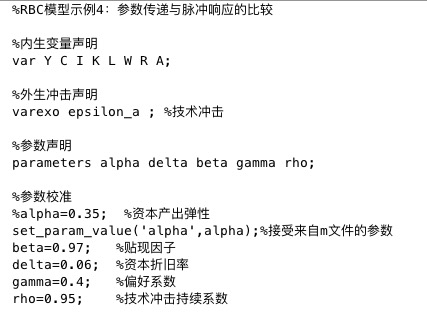 %RBC模型示例4：参数传递与脉冲响应的比较
%内生变量声明
var Y C I K L W R A;
%外生冲击声明
varexo epsilon_a ; %技术冲击
%参数声明
parameters alpha delta beta gamma rho;
%参数校准
%alpha=0.35;  %资本产出弹性
set_param_value('alpha',alpha);%接受来自m文件的参数
beta=0.97;   %贴现因子
delta=0.06;  %资本折旧率
gamma=0.4;   %偏好系数
rho=0.95;    %技术冲击持续系数